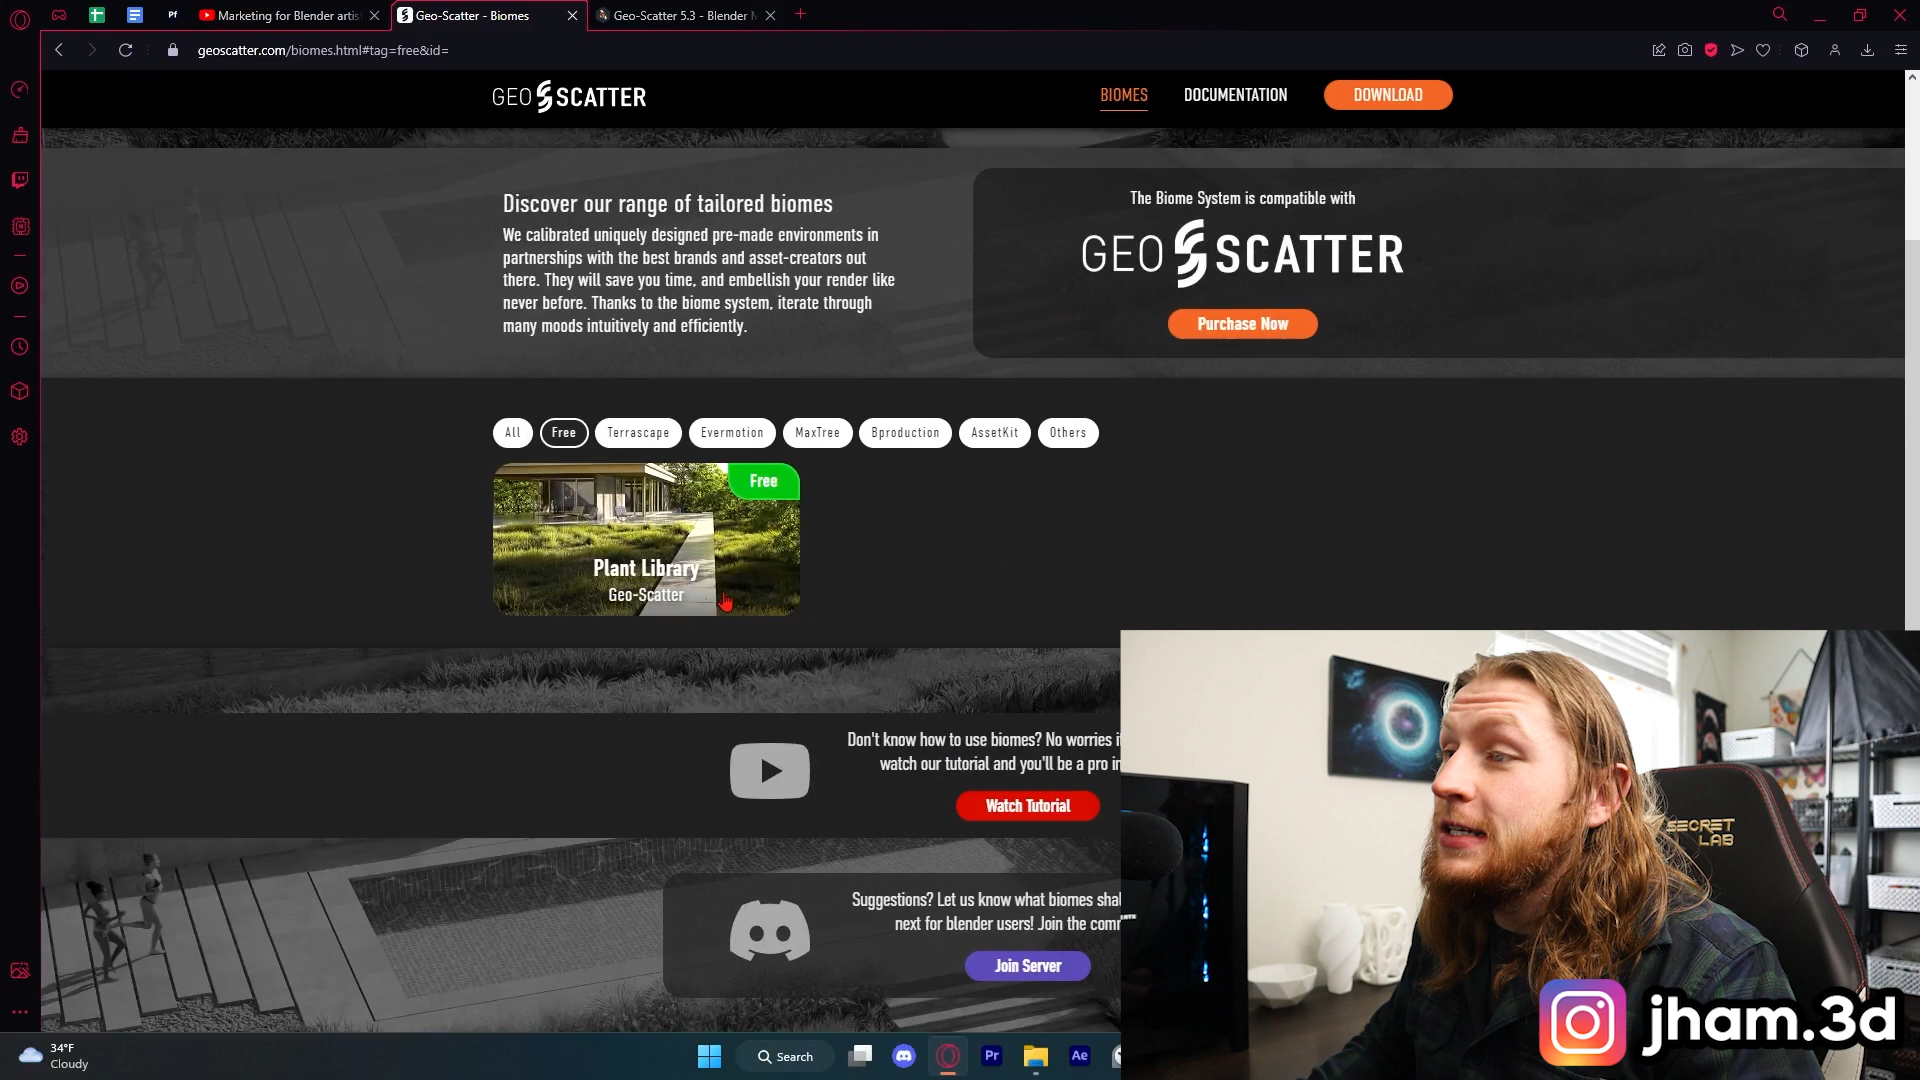 Pf
Marketing for Blender artis
Geo-Scatter - Biomes
Geo-Scatter 5.3 - Blender M
geoscatter.com/biomes.html#tag=free&id=
GEO SCATTER
BIOMES
DOCUMENTATION
DOWNLOAD
Discover our range of tailored biomes
We calibrated uniquely designed pre-made environments in
partnerships with the best brands and asset-creators out
there. They will save you time, and embellish your render like
never before. Thanks to the biome system, iterate through
many moods intuitively and efficiently.
The Biome System is compatible with
GEO SCATTER
Purchase Now
All
Free
Terrascape
Evermotion
MaxTree
Bproduction
AssetKit
Others
Free
Plant Library
Geo-Scatter
Don't know how to use biomes? No worries i
watch our tutorial and you'll be a pro in
Watch Tutorial
SECRET
LAB
Suggestions? Let us know what biomes shal
next for blender users! Join the com
Join Server
jham.3d
34°F
Cloudy
Search
Pr
Ae